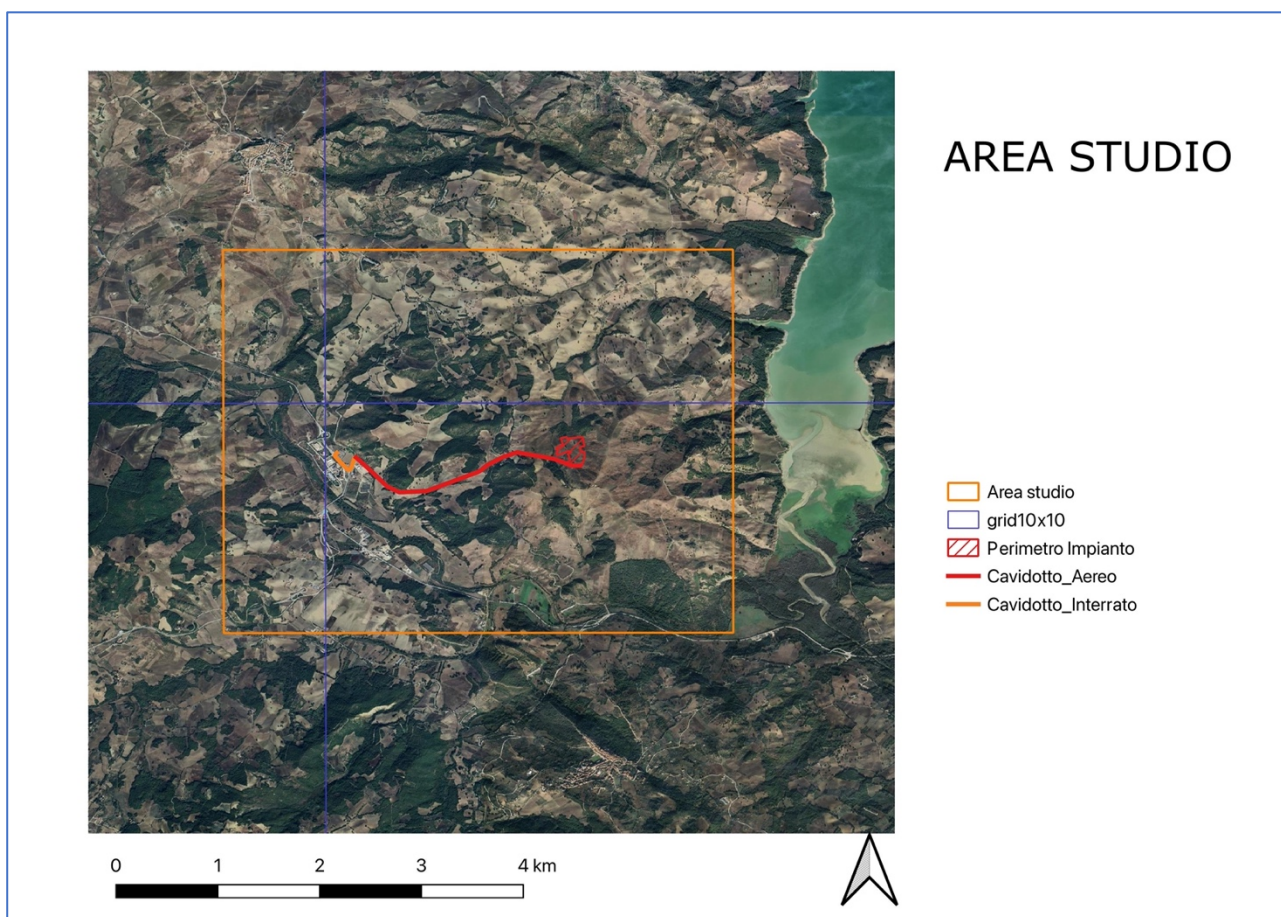 AREA STUDIO
Area studio
grid10x10
Perimetro Impianto
Cavidotto_Aereo
Cavidotto_Interrato
0 1 2 3 4 km